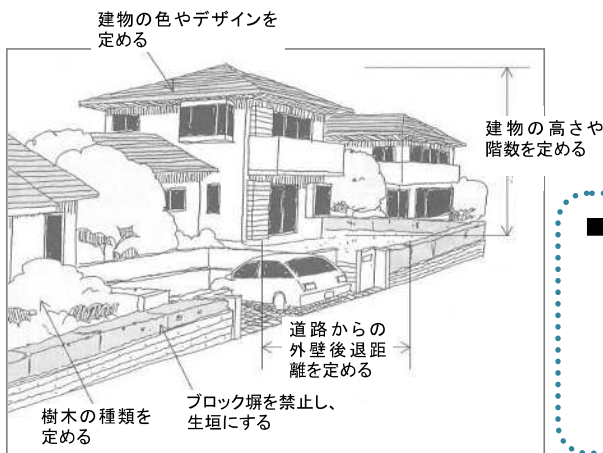 建物の色やデザインを
定める
建物の高さや
階数を定める
道路からの
外壁後退距
離を定める
ブロック塀を禁止し、
生垣にする
樹木の種類を
定める